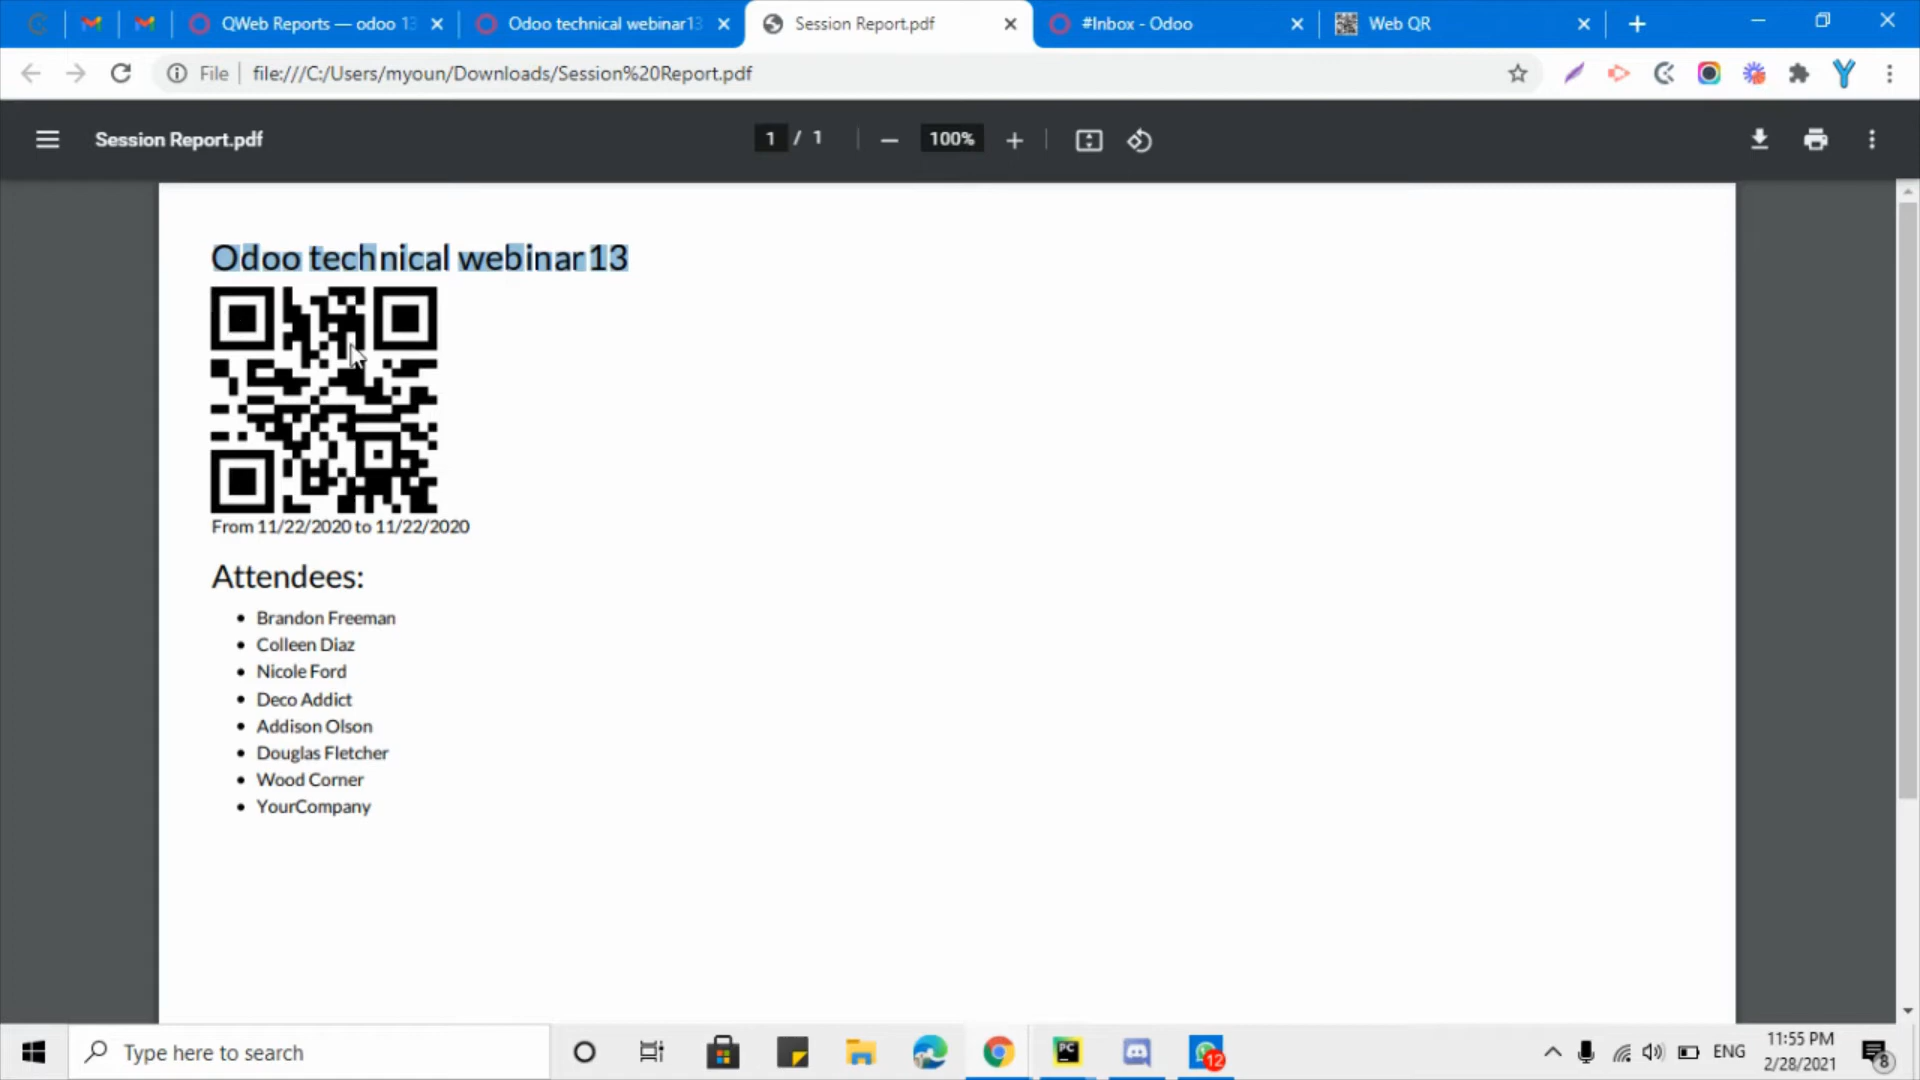 QWeb Reports — odoo 13
Odoo technical webinar13
Session Report.pdf
#Inbox - Odoo
Web QR
File
file:///C:/Users/myoun/Downloads/Session%20Report.pdf
Session Report.pdf
1 / 1
100%
Odoo technical webinar13
From 11/22/2020 to 11/22/2020
Attendees:
Brandon Freeman
Colleen Diaz
Nicole Ford
Deco Addict
Addison Olson
Douglas Fletcher
Wood Corner
YourCompany
Type here to search
PC
12
ENG
11:55 PM
2/28/2021
8